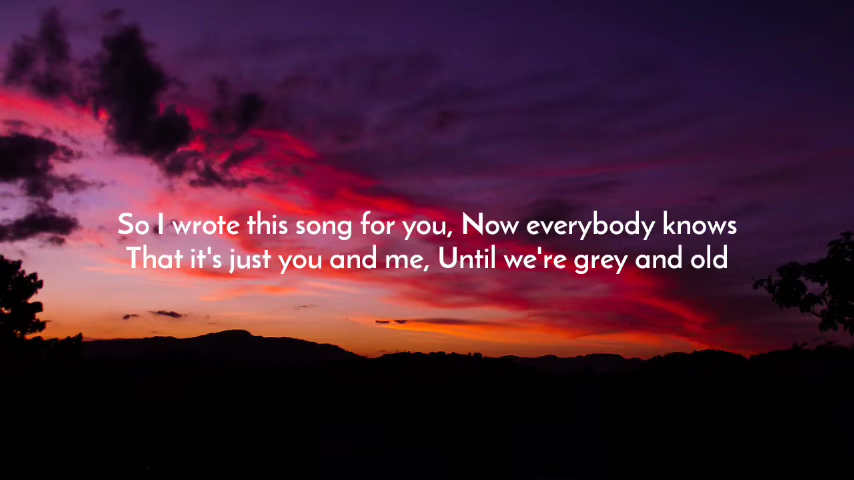 So I wrote this song for you, Now everybody knows
That it's just you and me, Until we're grey and old